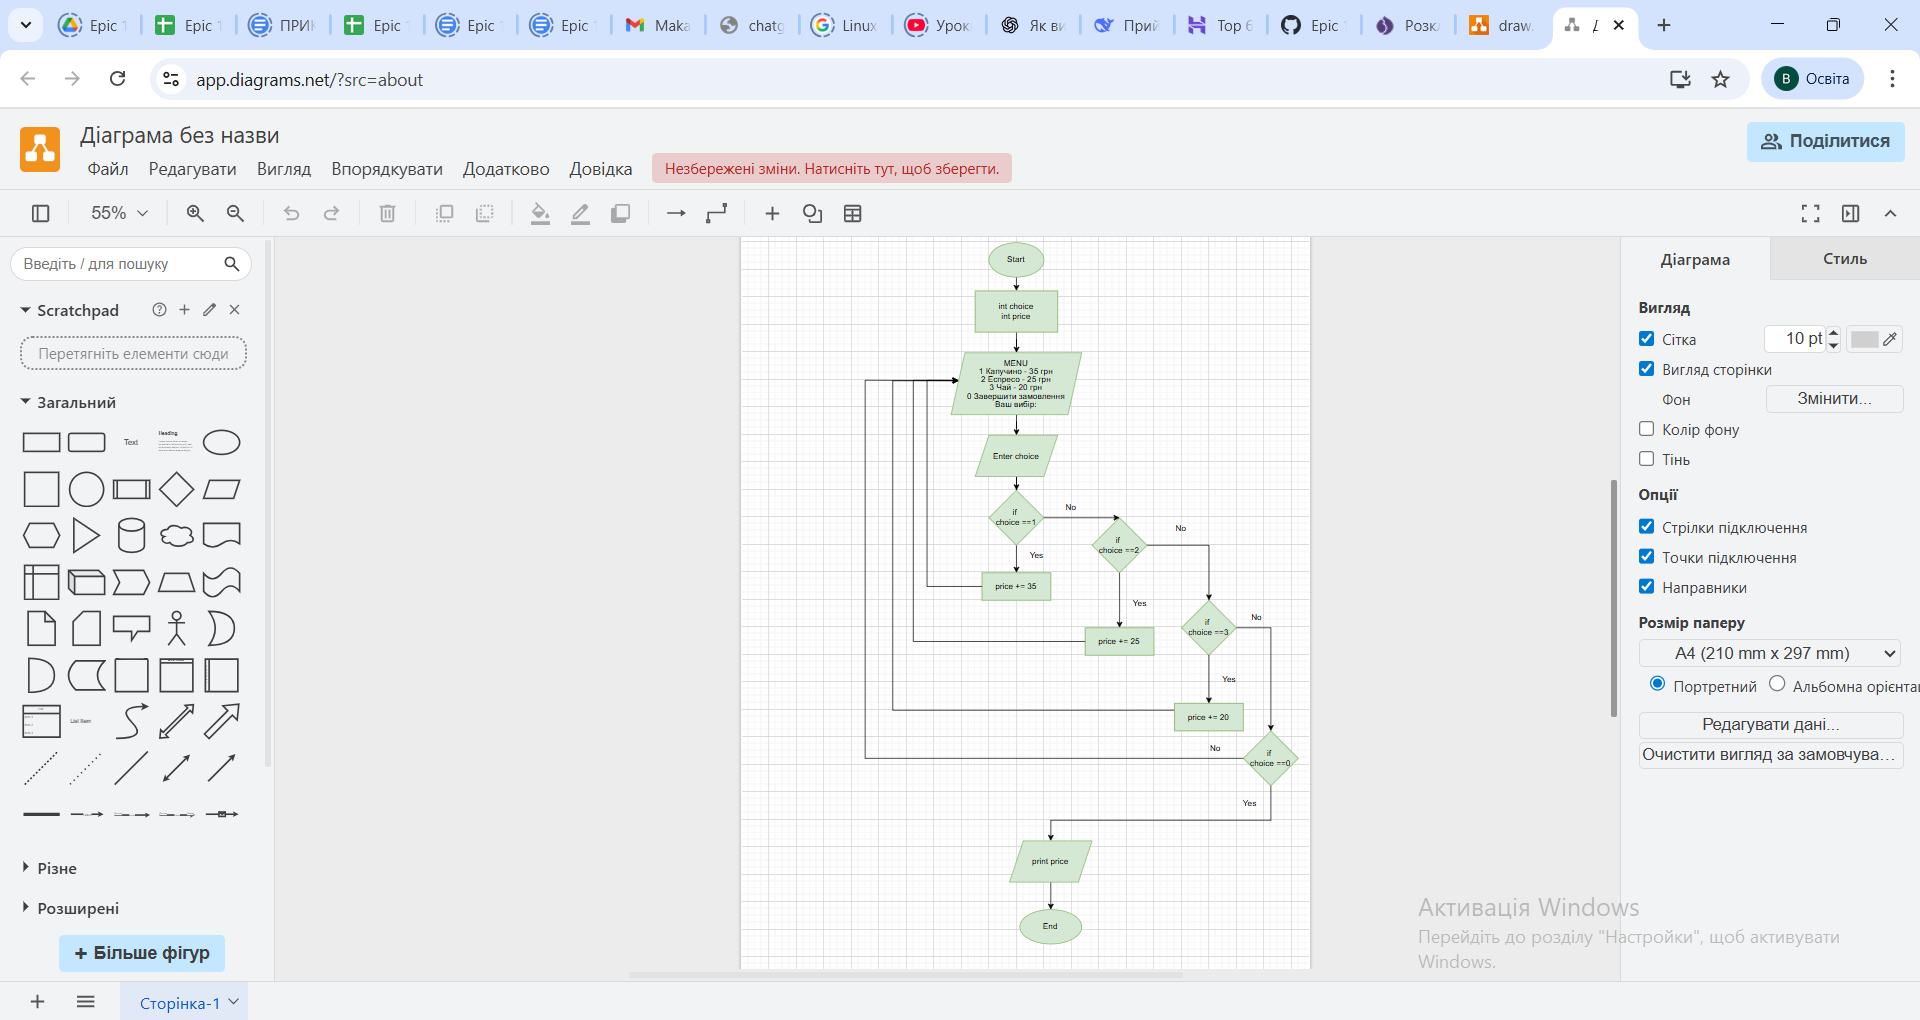 Epic
Epic
ПРИ
Epic
Epic
Epic
Maka
chatg
Linux
Урок
Як ви
Прий
Top 6
Epic
Розк
draw.
app.diagrams.net/?src=about
В
Освіта
Діаграма без назви
Файл Редагувати Вигляд Впорядкувати Додатково Довідка
Незбережені зміни. Натисніть тут, щоб зберегти.
Поділитися
55%
Введіть / для пошуку
Scratchpad
Перетягніть елементи сюди
Загальний
Text
Heading
List Item
Різне
Розширені
+ Більше фігур
Сторінка-1
Start
int choice
int price
MENU
1 Капучино - 35 грн
2 Еспресо - 25 грн
3 Чай - 20 грн
0 Завершити замовлення
Ваш вибір:
Enter choice
if
choice ==1
No
Yes
price += 35
if
choice ==2
No
Yes
price += 25
if
choice ==3
No
Yes
price += 20
if
choice ==0
No
Yes
print price
End
Діаграма
Стиль
Вигляд
Сітка
10 pt
Вигляд сторінки
Фон
Змінити...
Колір фону
Тінь
Опції
Стрілки підключення
Точки підключення
Направники
Розмір паперу
A4 (210 mm x 297 mm)
Портретний
Альбомна орієнта
Редагувати дані...
Очистити вигляд за замовчува...
Активація Windows
Перейдіть до розділу "Настройки", щоб активувати
Windows.